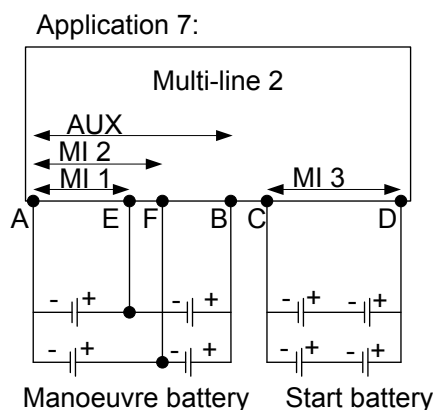 Application 7:
Multi-line 2
AUX
MI 2
MI 1
MI 3
A E F B C D
- + - + - + - +
- + - + - + - +
Manoeuvre battery Start battery